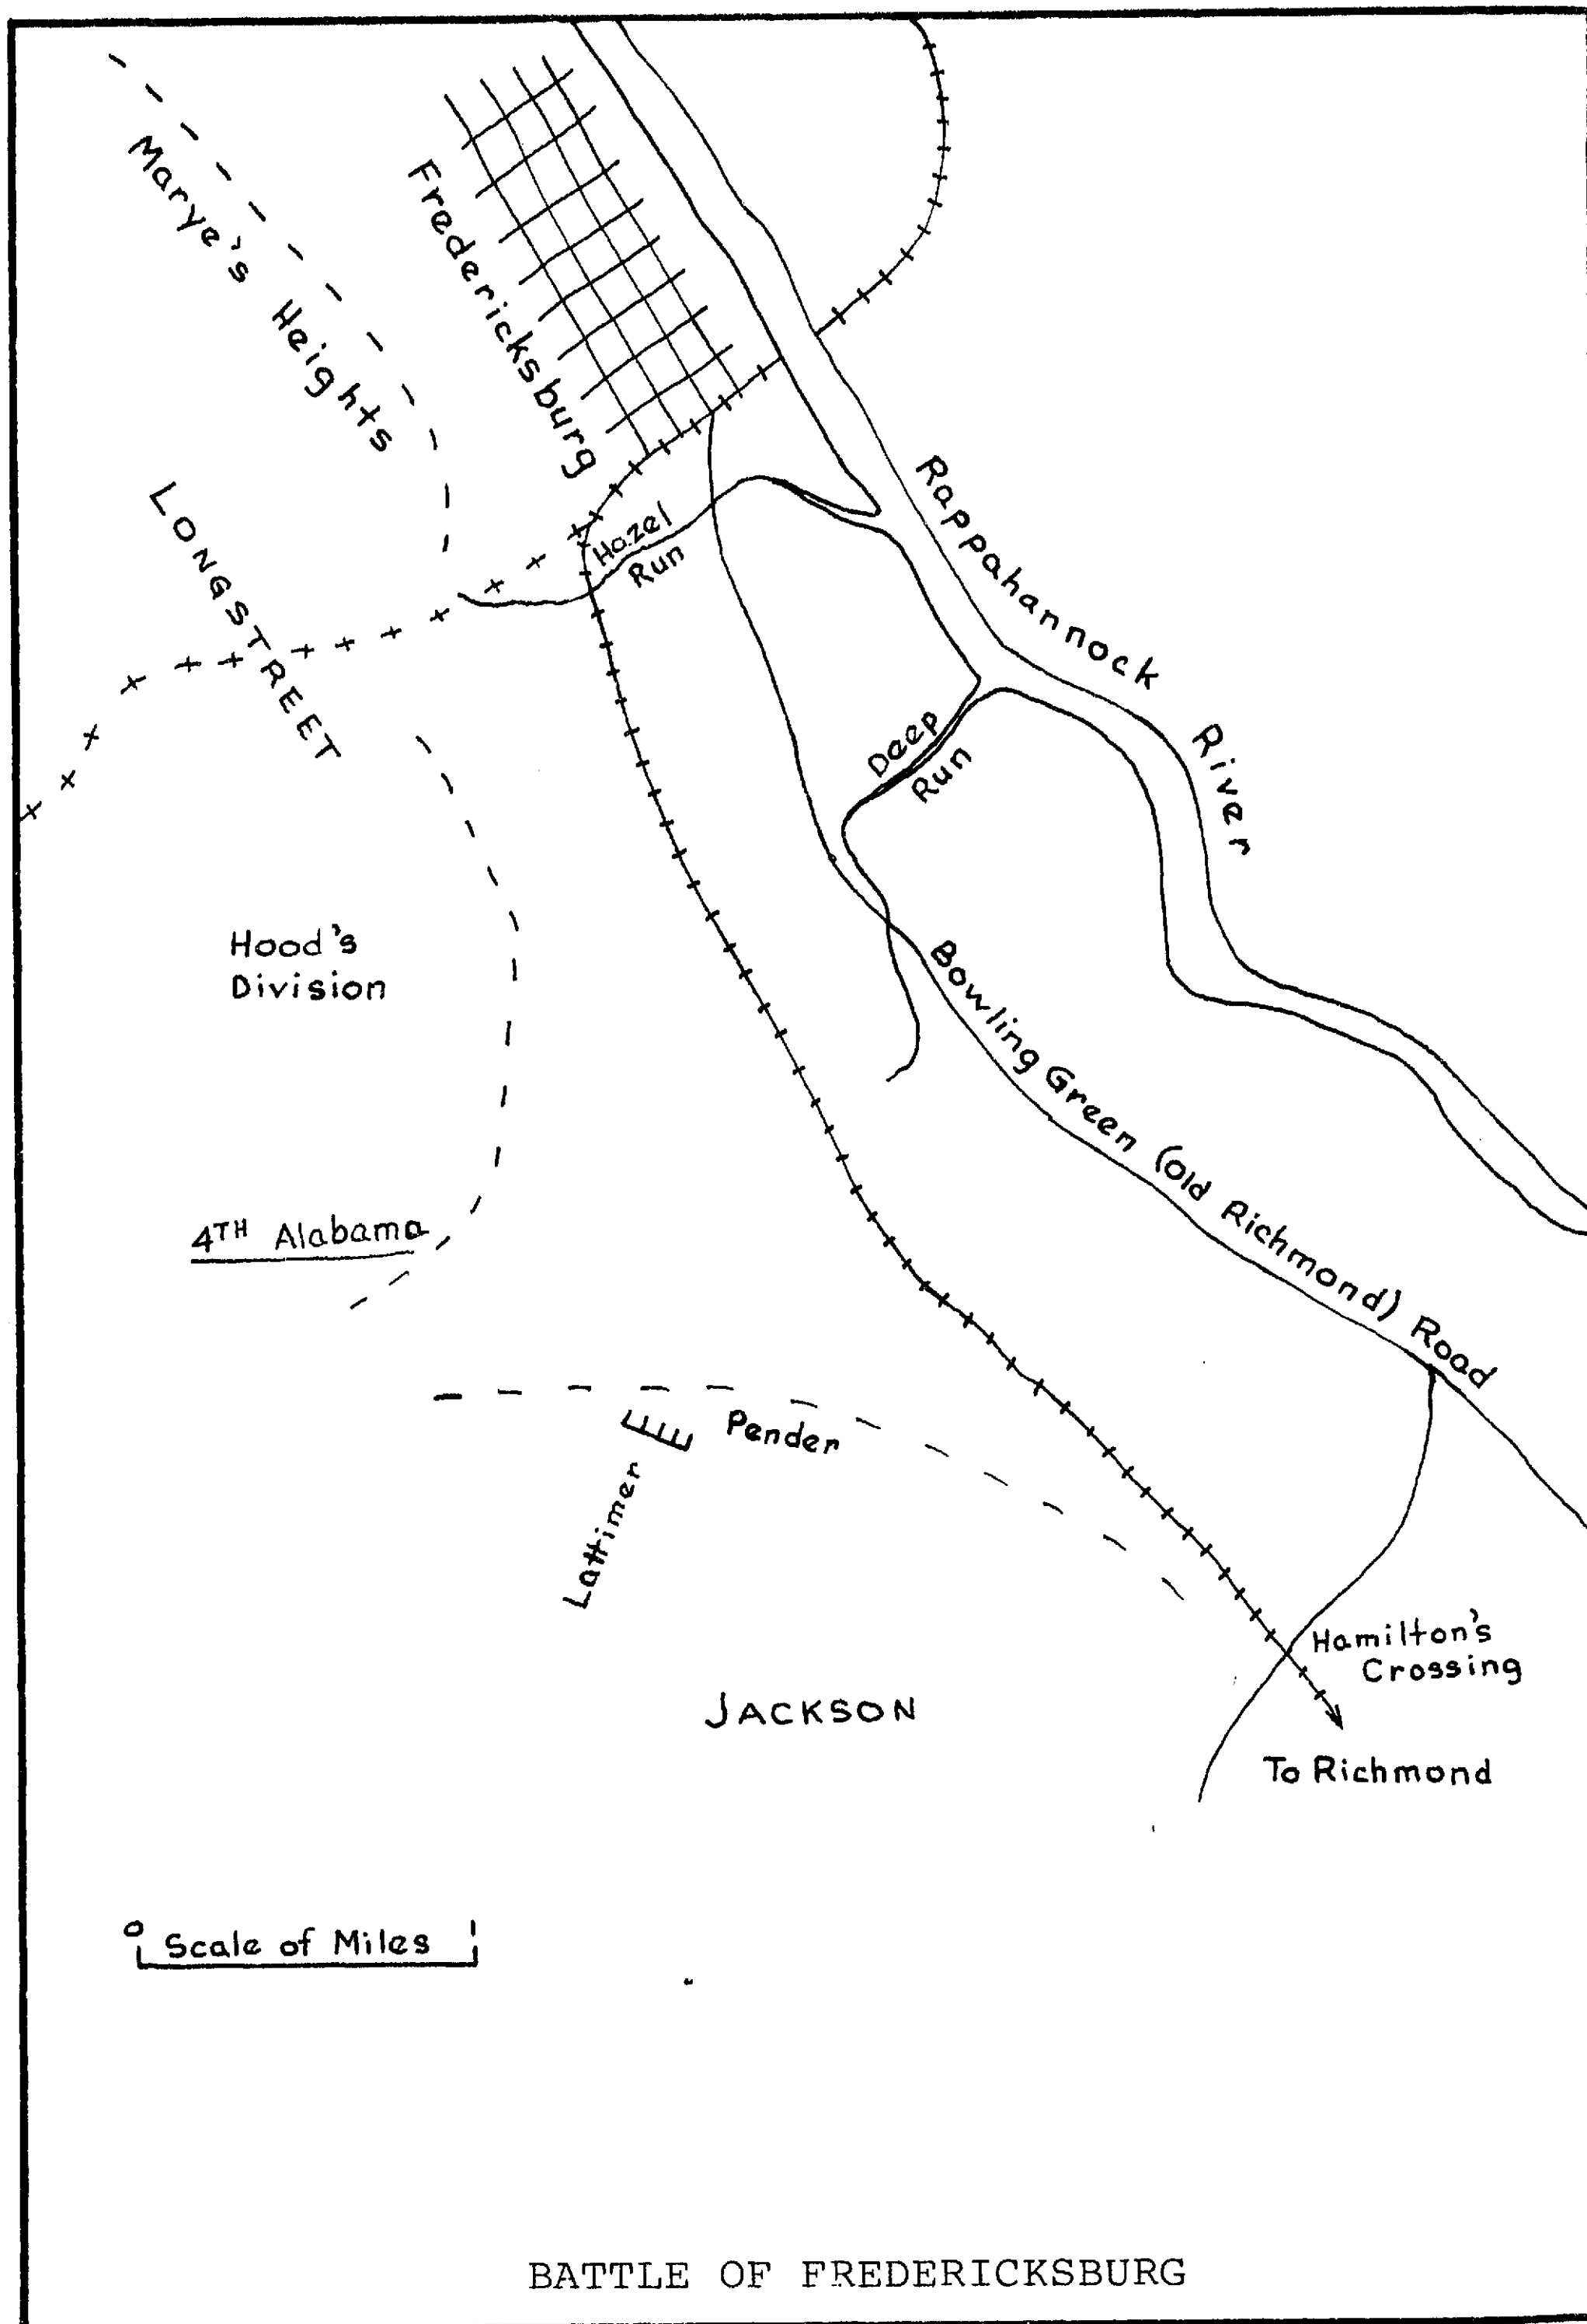 Marye's Heights
Fredericksburg
LONGSTREET
Hazel
Run
Rappahannock River
Deep
Run
Hood's
Division
Bowling Green (Old Richmond) Road
4TH Alabama
Pender
Lattimer
Hamilton's
Crossing
JACKSON
To Richmond
0 Scale of Miles 1
BATTLE OF FREDERICKSBURG